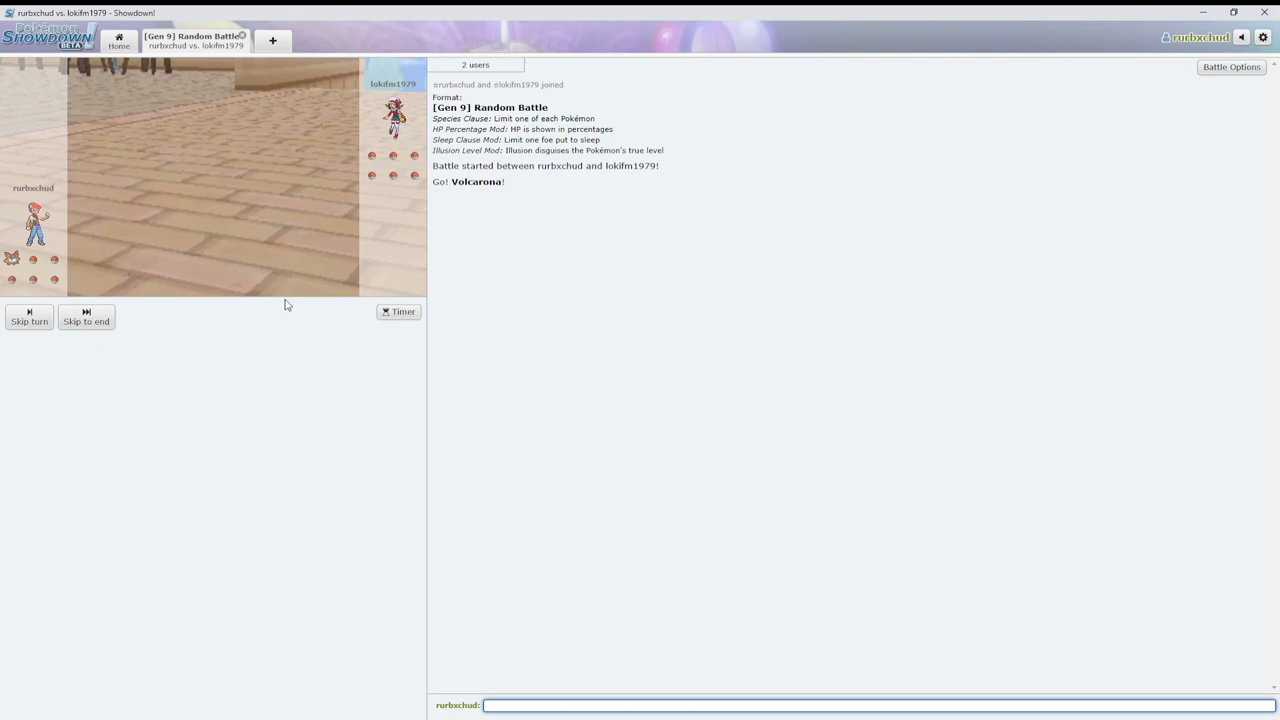 rurbxchud vs. lokifm1979 - Showdown!
Pokémon
SHOWDOWN!
BETA
Home
[Gen 9] Random Battle
rurbxchud vs. lokifm1979
+
rurbxchud
lokifm1979
rurbxchud
Skip turn
Skip to end
Timer
2 users
Battle Options
☆rurbxchud and ☆lokifm1979 joined
Format:
[Gen 9] Random Battle
Species Clause: Limit one of each Pokémon
HP Percentage Mod: HP is shown in percentages
Sleep Clause Mod: Limit one foe put to sleep
Illusion Level Mod: Illusion disguises the Pokémon's true level
Battle started between rurbxchud and lokifm1979!
Go! Volcarona!
rurbxchud: